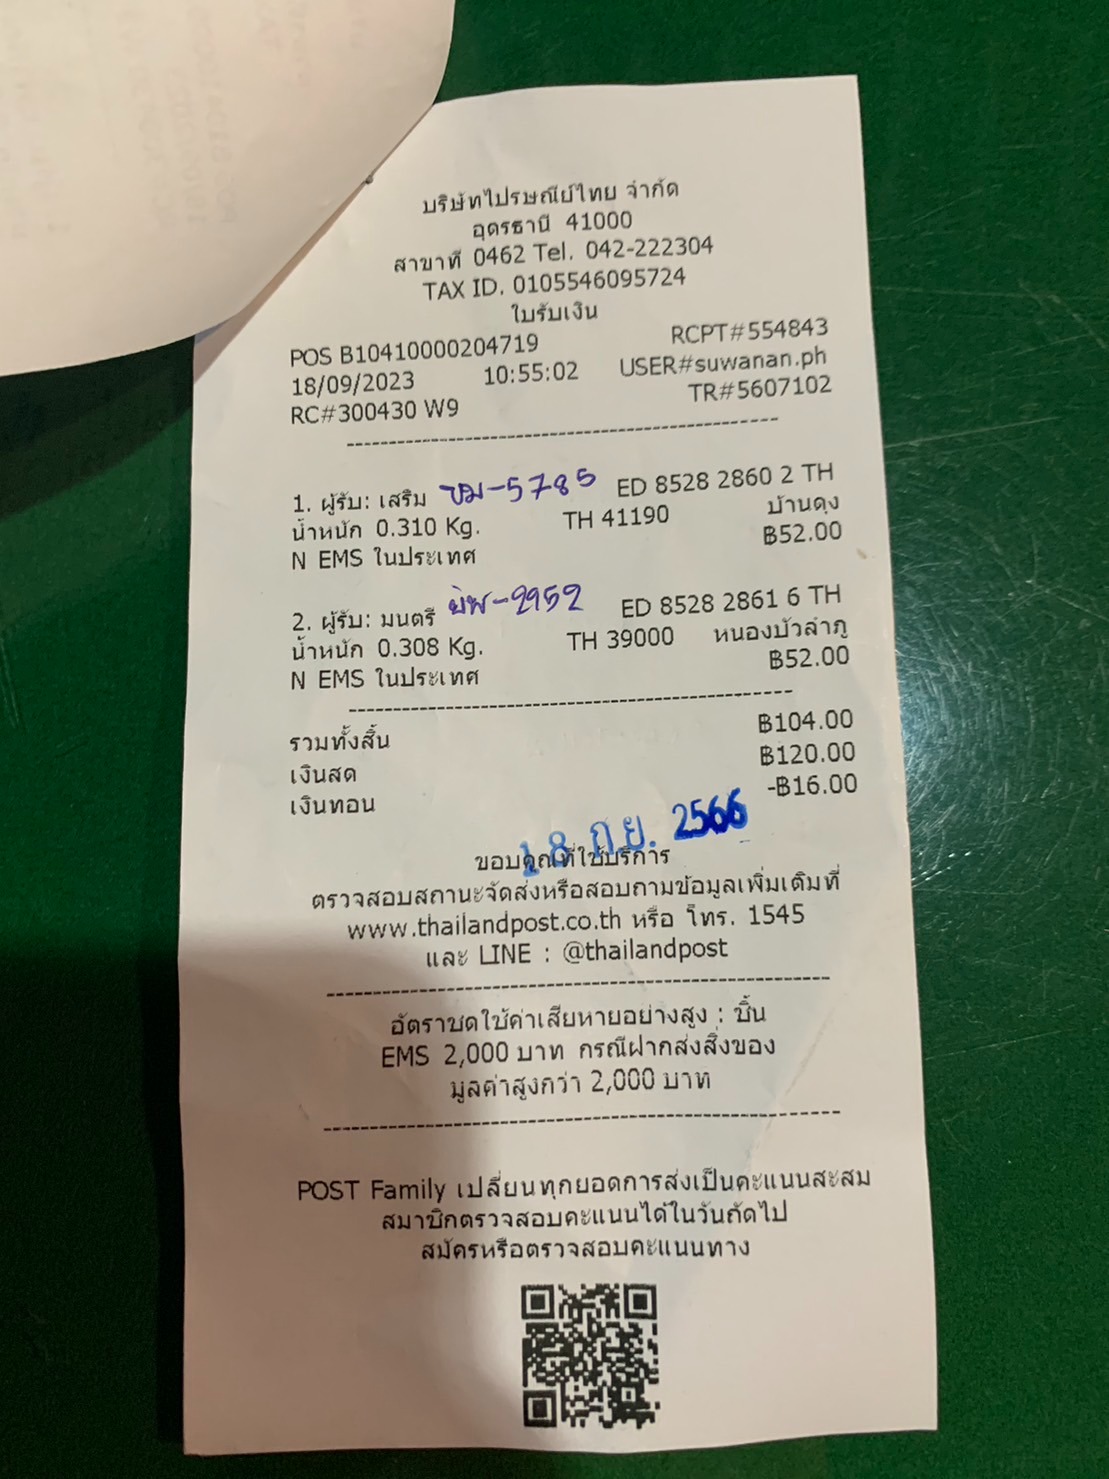 บริษัทไปรษณีย์ไทย จำกัด
อุดรธานี 41000
สาขาที่ 0462 Tel. 042-222304
TAX ID. 0105546095724
ใบรับเงิน
POS B10410000204719 RCPT#554843
18/09/2023 10:55:02 USER#suwanan.ph
RC#300430 W9 TR#5607102
1. ผู้รับ: เสริม ขม-5785 ED 8528 2860 2 TH
น้ำหนัก 0.310 Kg. TH 41190 บ้านดุง
N EMS ในประเทศ ฿52.00
2. ผู้รับ: มนตรี -2952 ED 8528 2861 6 TH
น้ำหนัก 0.308 Kg. TH 39000 หนองบัวลำภู
N EMS ในประเทศ ฿52.00
รวมทั้งสิ้น ฿104.00
เงินสด ฿120.00
เงินทอน -฿16.00
18 ก.ย. 2566
ขอบคุณที่ใช้บริการ
ตรวจสอบสถานะจัดส่งหรือสอบถามข้อมูลเพิ่มเติมที่
www.thailandpost.co.th หรือ โทร. 1545
และ LINE : @thailandpost
อัตราชดใช้ค่าเสียหายอย่างสูง : ชิ้น
EMS 2,000 บาท กรณีฝากส่งสิ่งของ
มูลค่าสูงกว่า 2,000 บาท
POST Family เปลี่ยนทุกยอดการส่งเป็นคะแนนสะสม
สมาชิกตรวจสอบคะแนนได้ในวันถัดไป
สมัครหรือตรวจสอบคะแนนทาง